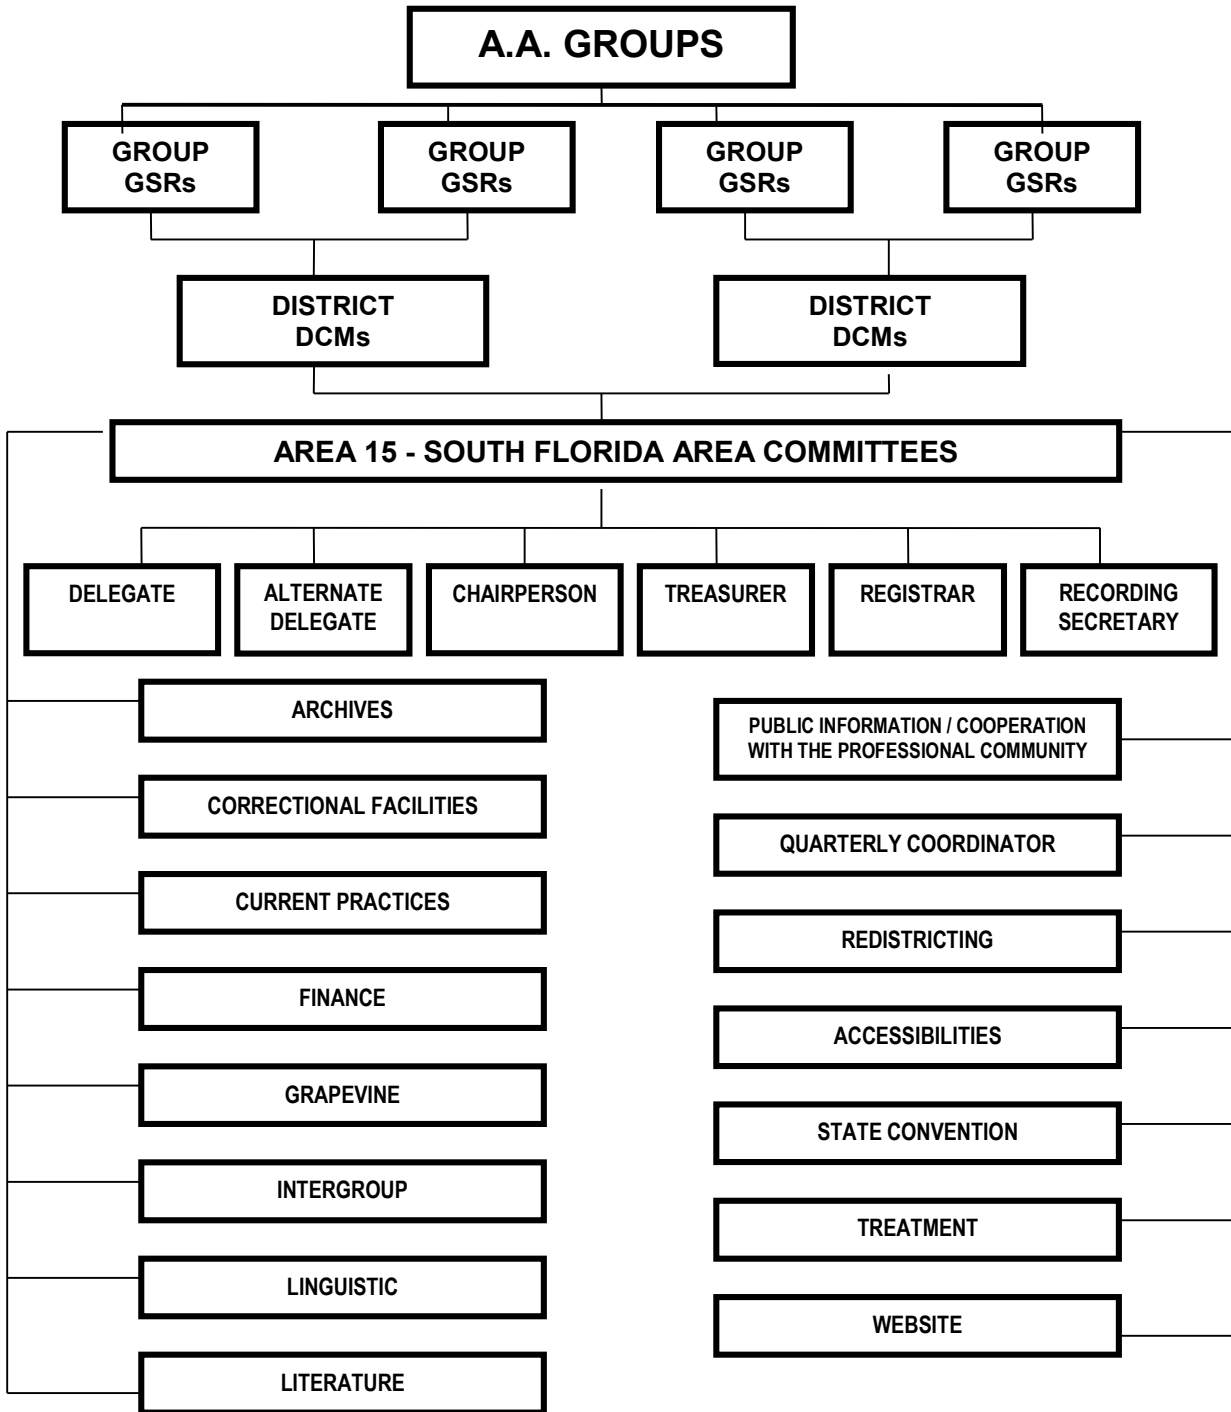 A.A. GROUPS
GROUP
GSRs
GROUP
GSRs
GROUP
GSRs
GROUP
GSRs
DISTRICT
DCMs
DISTRICT
DCMs
AREA 15 - SOUTH FLORIDA AREA COMMITTEES
DELEGATE
ALTERNATE
DELEGATE
CHAIRPERSON
TREASURER
REGISTRAR
RECORDING
SECRETARY
ARCHIVES
CORRECTIONAL FACILITIES
CURRENT PRACTICES
FINANCE
GRAPEVINE
INTERGROUP
LINGUISTIC
LITERATURE
PUBLIC INFORMATION / COOPERATION
WITH THE PROFESSIONAL COMMUNITY
QUARTERLY COORDINATOR
REDISTRICTING
ACCESSIBILITIES
STATE CONVENTION
TREATMENT
WEBSITE